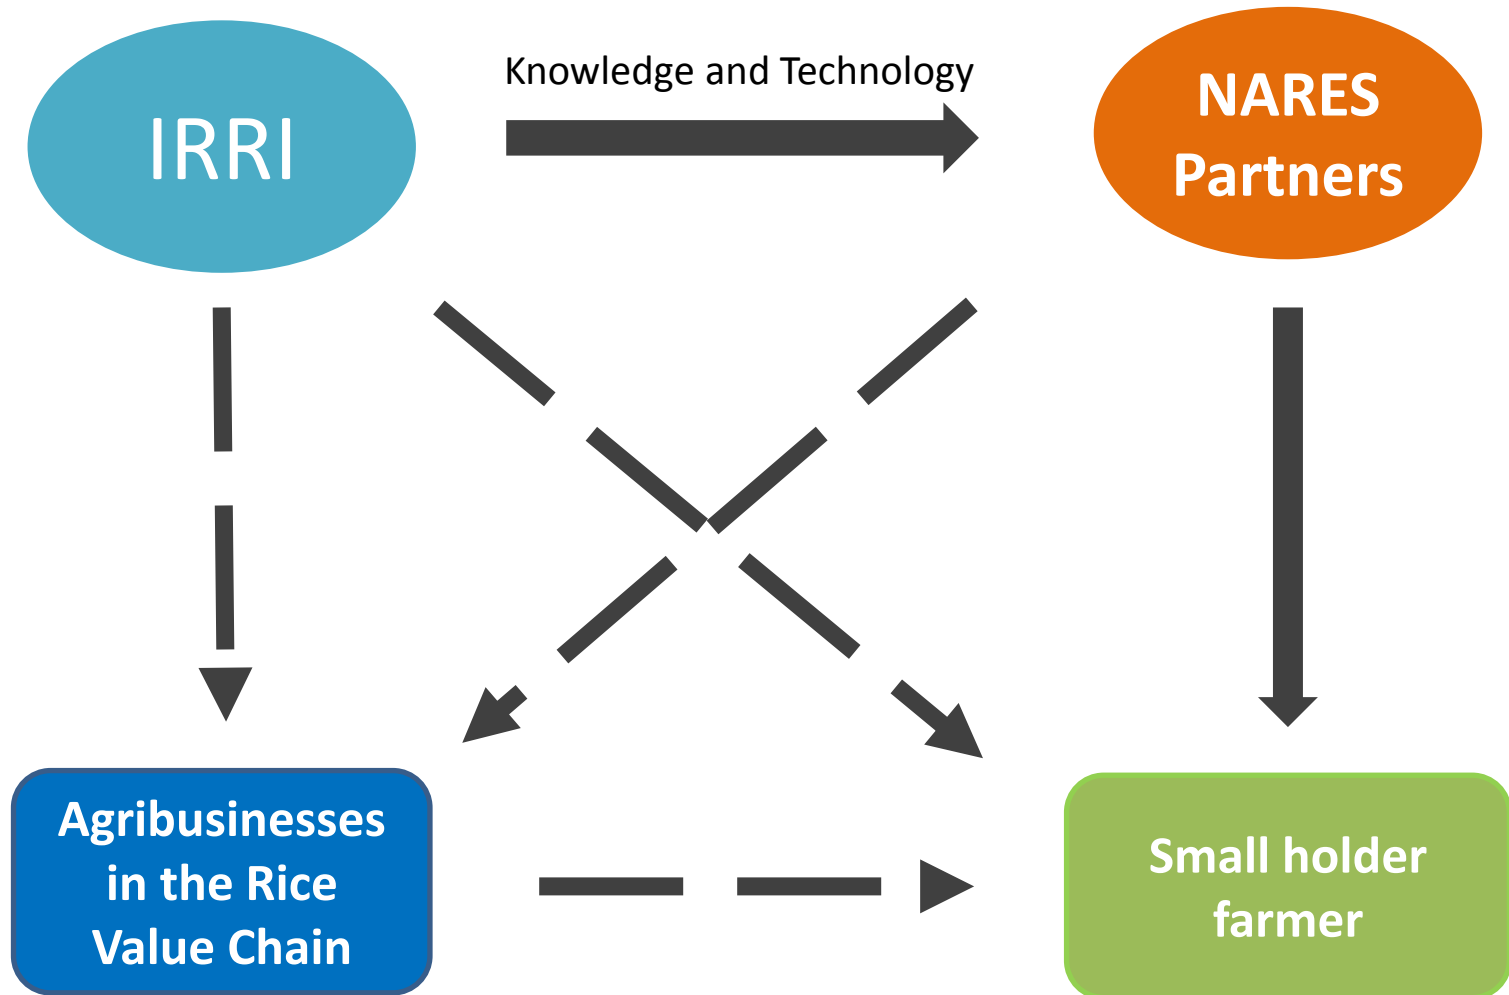 IRRI
Knowledge and Technology
NARES
Partners
Agribusinesses
in the Rice
Value Chain
Small holder
farmer